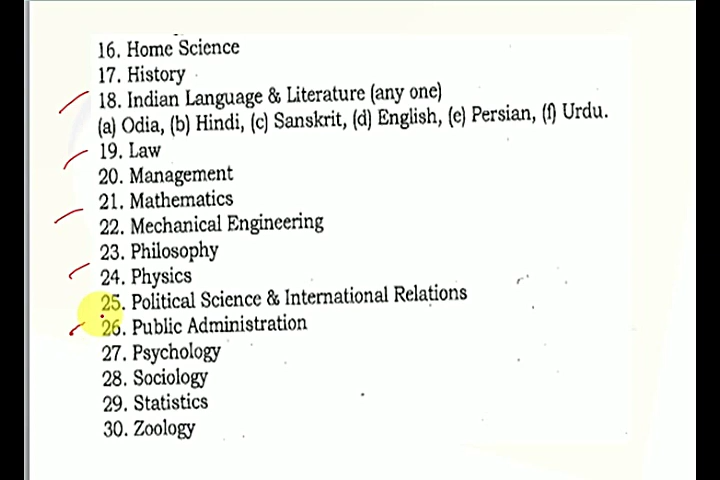 16. Home Science
17. History
18. Indian Language & Literature (any one)
(a) Odia, (b) Hindi, (c) Sanskrit, (d) English, (e) Persian, (f) Urdu.
19. Law
20. Management
21. Mathematics
22. Mechanical Engineering
23. Philosophy
24. Physics
25. Political Science & International Relations
26. Public Administration
27. Psychology
28. Sociology
29. Statistics
30. Zoology